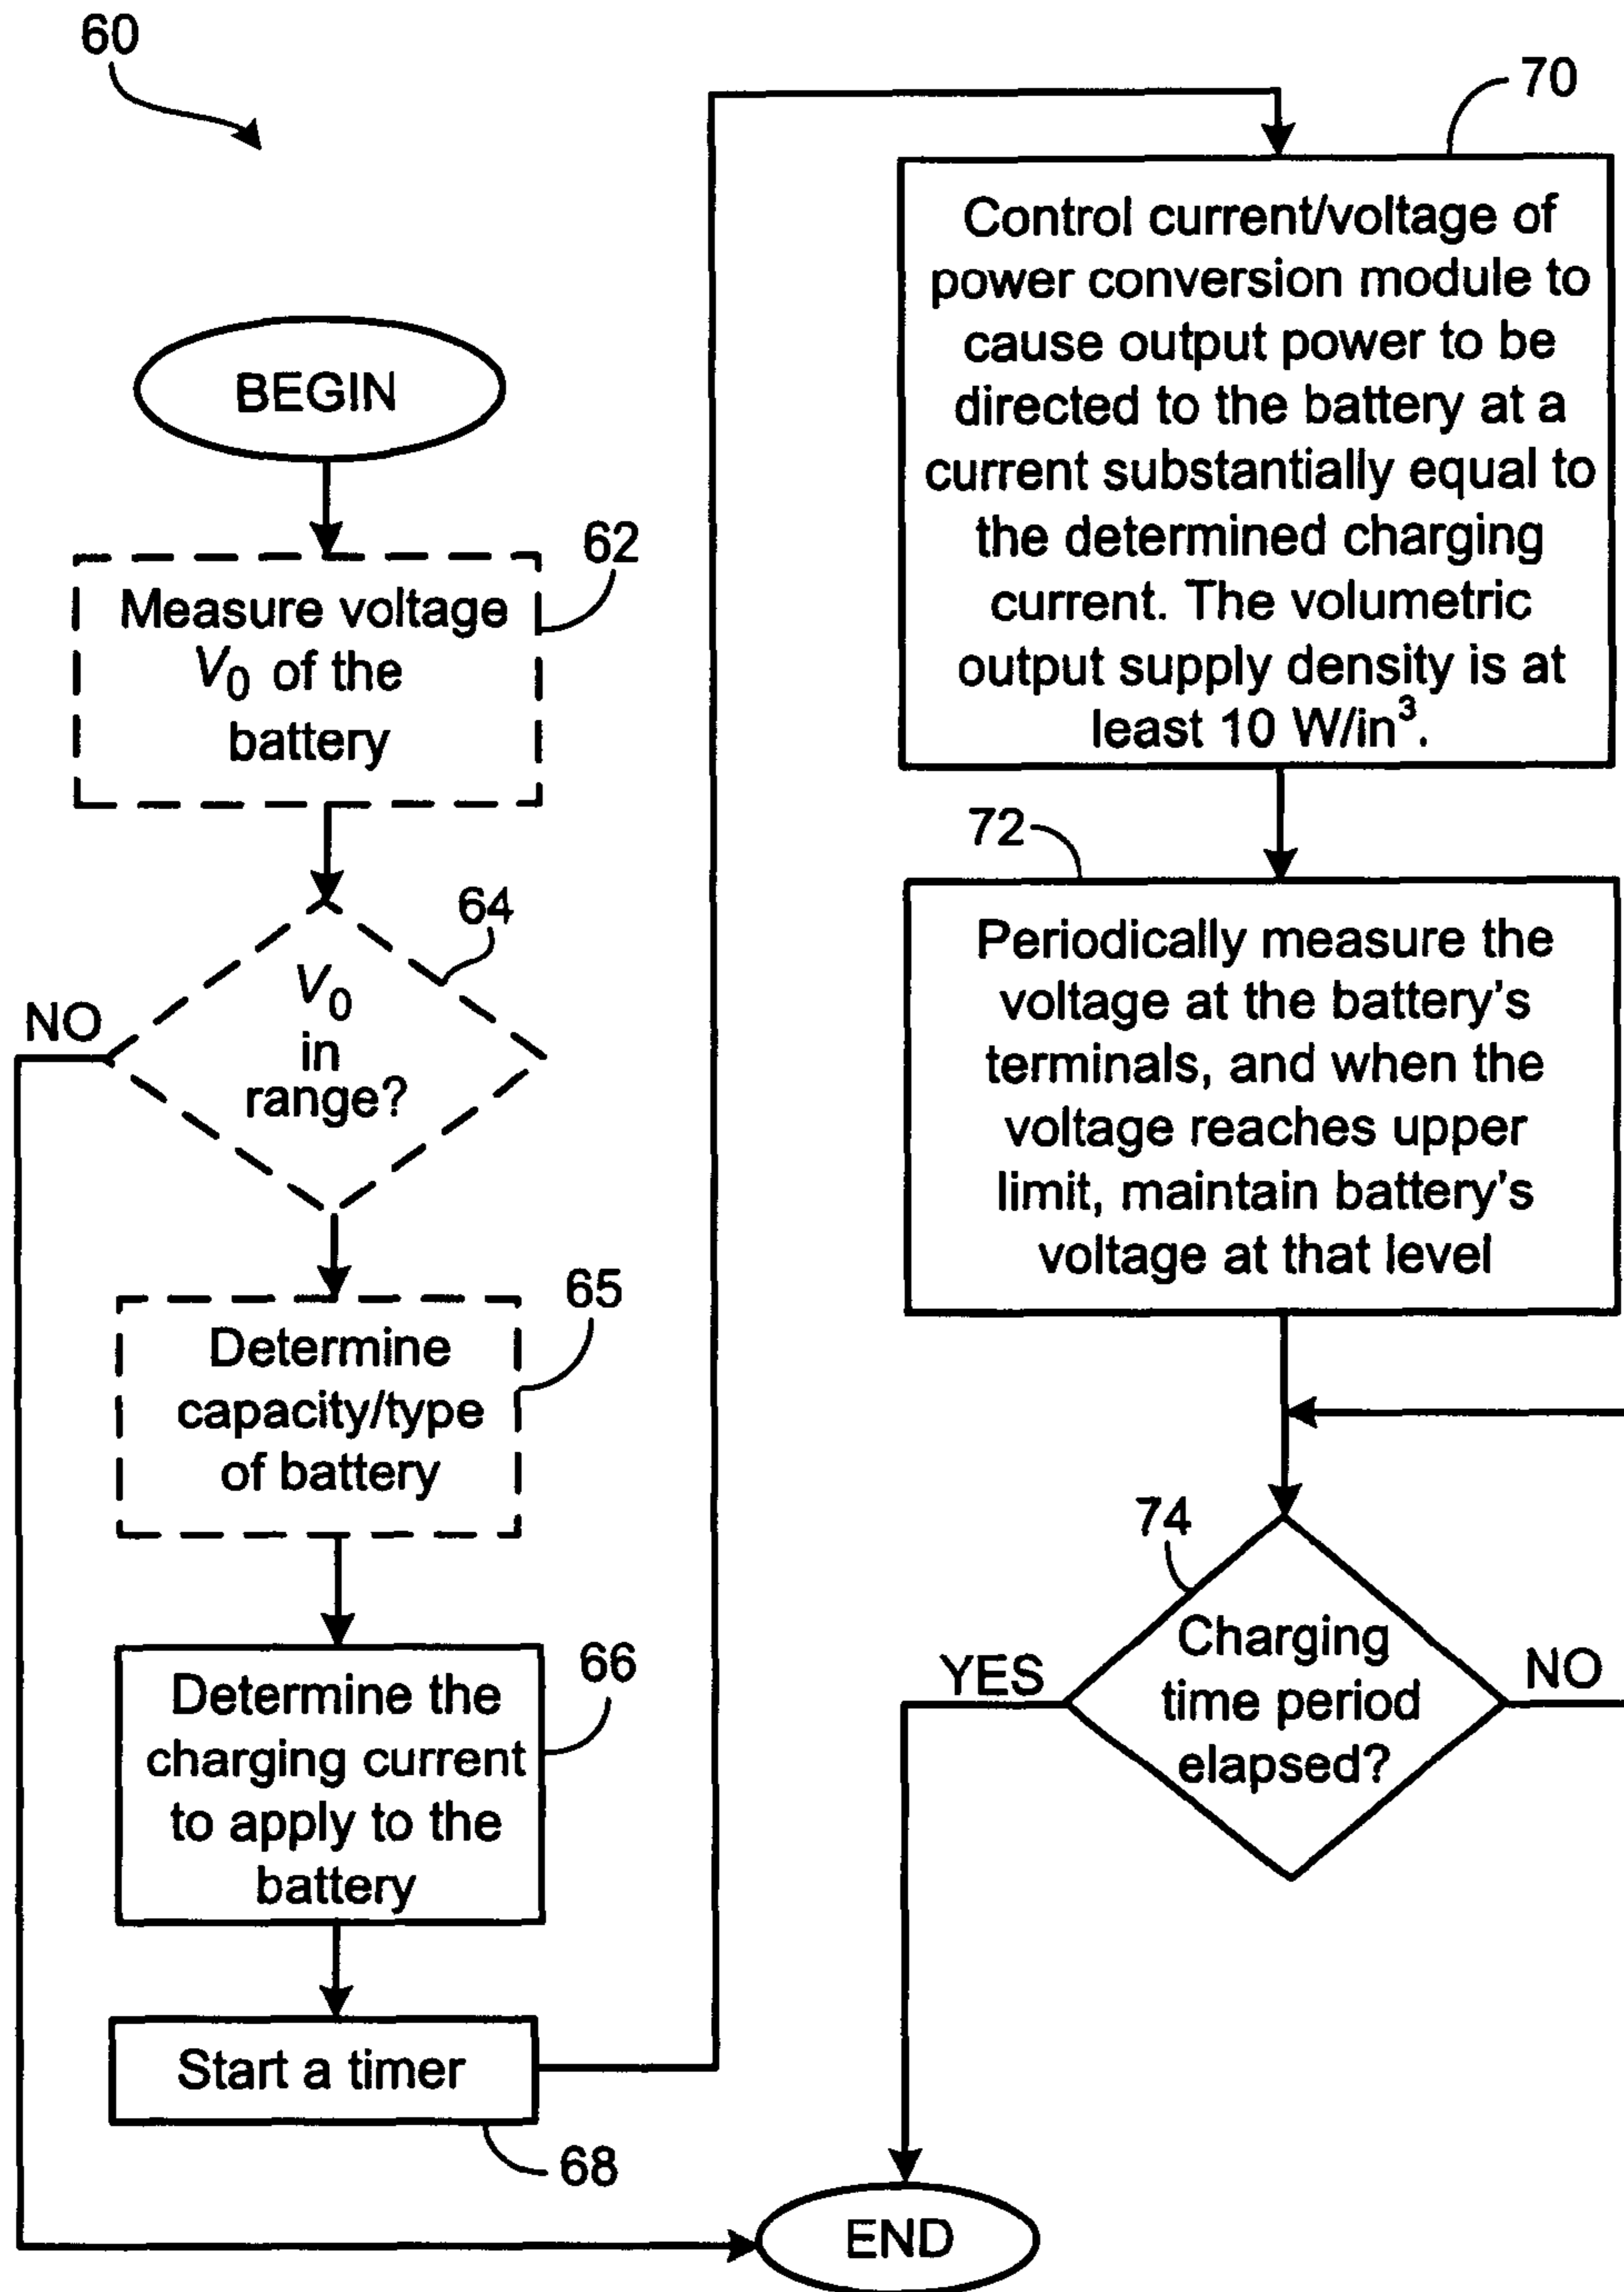 60
BEGIN
62
Measure voltage
V0 of the
battery
64
V0
in
range?
NO
65
Determine
capacity/type
of battery
66
Determine the
charging current
to apply to the
battery
Start a timer
68
70
Control current/voltage of
power conversion module to
cause output power to be
directed to the battery at a
current substantially equal to
the determined charging
current. The volumetric
output supply density is at
least 10 W/in³.
72
Periodically measure the
voltage at the battery's
terminals, and when the
voltage reaches upper
limit, maintain battery's
voltage at that level
74
Charging
time period
elapsed?
YES
NO
END